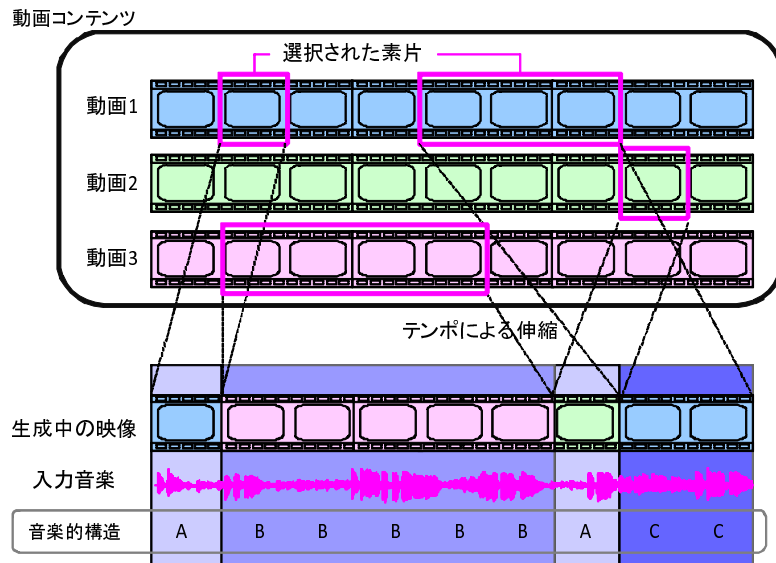 動画コンテンツ
選択された素片
動画1
動画2
動画3
テンポによる伸縮
生成中の映像
入力音楽
音楽的構造 A B B B B B A C C